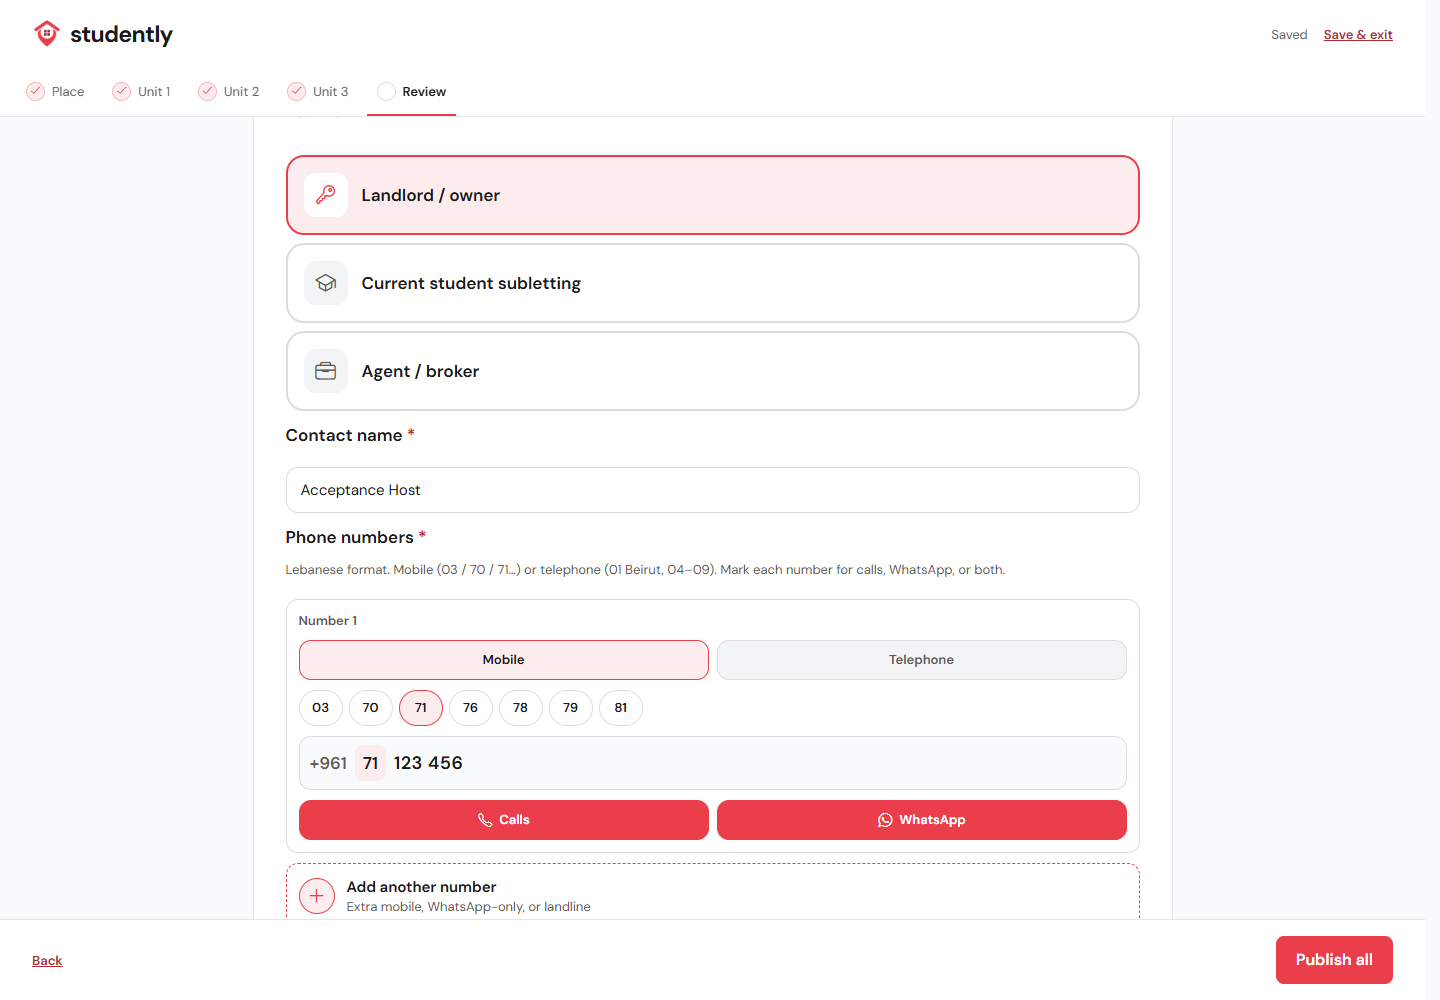 studently
Saved
Save & exit
Place
Unit 1
Unit 2
Unit 3
Review
Landlord / owner
Current student subletting
Agent / broker
Contact name *
Acceptance Host
Phone numbers *
Lebanese format. Mobile (03 / 70 / 71…) or telephone (01 Beirut, 04–09). Mark each number for calls, WhatsApp, or both.
Number 1
Mobile
Telephone
03
70
71
76
78
79
81
+961 71 123 456
Calls
WhatsApp
Add another number
Extra mobile, WhatsApp-only, or landline
Back
Publish all